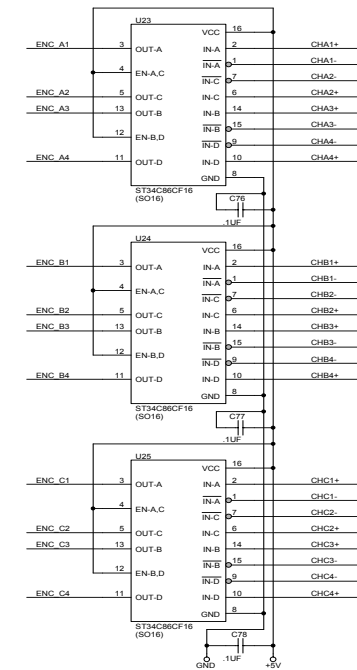 U23
VCC 16
ENC_A1 3 OUT-A IN-A 2 CHA1+
IN-A 1 CHA1-
4 EN-A,C IN-C 7 CHA2-
ENC_A2 5 OUT-C IN-C 6 CHA2+
ENC_A3 13 OUT-B IN-B 14 CHA3+
IN-B 15 CHA3-
12 EN-B,D IN-D 9 CHA4-
ENC_A4 11 OUT-D IN-D 10 CHA4+
GND 8
ST34C86CF16
(SO16)
C76
.1UF
U24
VCC 16
ENC_B1 3 OUT-A IN-A 2 CHB1+
IN-A 1 CHB1-
4 EN-A,C IN-C 7 CHB2-
ENC_B2 5 OUT-C IN-C 6 CHB2+
ENC_B3 13 OUT-B IN-B 14 CHB3+
IN-B 15 CHB3-
12 EN-B,D IN-D 9 CHB4-
ENC_B4 11 OUT-D IN-D 10 CHB4+
GND 8
ST34C86CF16
(SO16)
C77
.1UF
U25
VCC 16
ENC_C1 3 OUT-A IN-A 2 CHC1+
IN-A 1 CHC1-
4 EN-A,C IN-C 7 CHC2-
ENC_C2 5 OUT-C IN-C 6 CHC2+
ENC_C3 13 OUT-B IN-B 14 CHC3+
IN-B 15 CHC3-
12 EN-B,D IN-D 9 CHC4-
ENC_C4 11 OUT-D IN-D 10 CHC4+
GND 8
ST34C86CF16
(SO16)
C78
.1UF
GND +5V